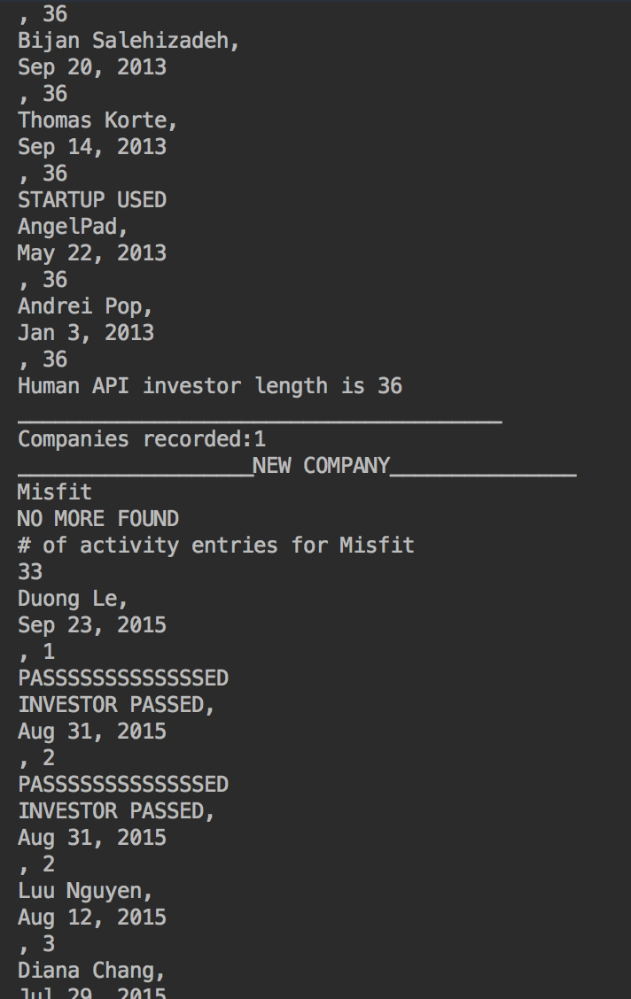 , 36
Bijan Salehizadeh,
Sep 20, 2013
, 36
Thomas Korte,
Sep 14, 2013
, 36
STARTUP USED
AngelPad,
May 22, 2013
, 36
Andrei Pop,
Jan 3, 2013
, 36
Human API investor length is 36
_______________________________________
Companies recorded:1
___________________NEW COMPANY_______________
Misfit
NO MORE FOUND
# of activity entries for Misfit
33
Duong Le,
Sep 23, 2015
, 1
PASSSSSSSSSSSSSED
INVESTOR PASSED,
Aug 31, 2015
, 2
PASSSSSSSSSSSSSED
INVESTOR PASSED,
Aug 31, 2015
, 2
Luu Nguyen,
Aug 12, 2015
, 3
Diana Chang,
Jul 29, 2015